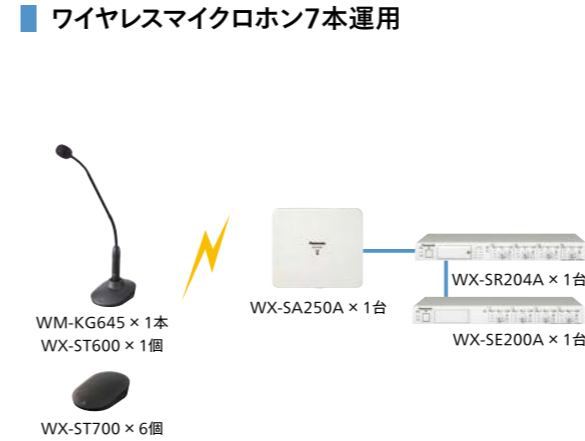 ワイヤレスマイクロホン7本運用
WM-KG645 × 1本
WX-ST600 × 1個
WX-ST700 × 6個
Panasonic
WX-SA250A × 1台
WX-SR204A × 1台
WX-SE200A × 1台